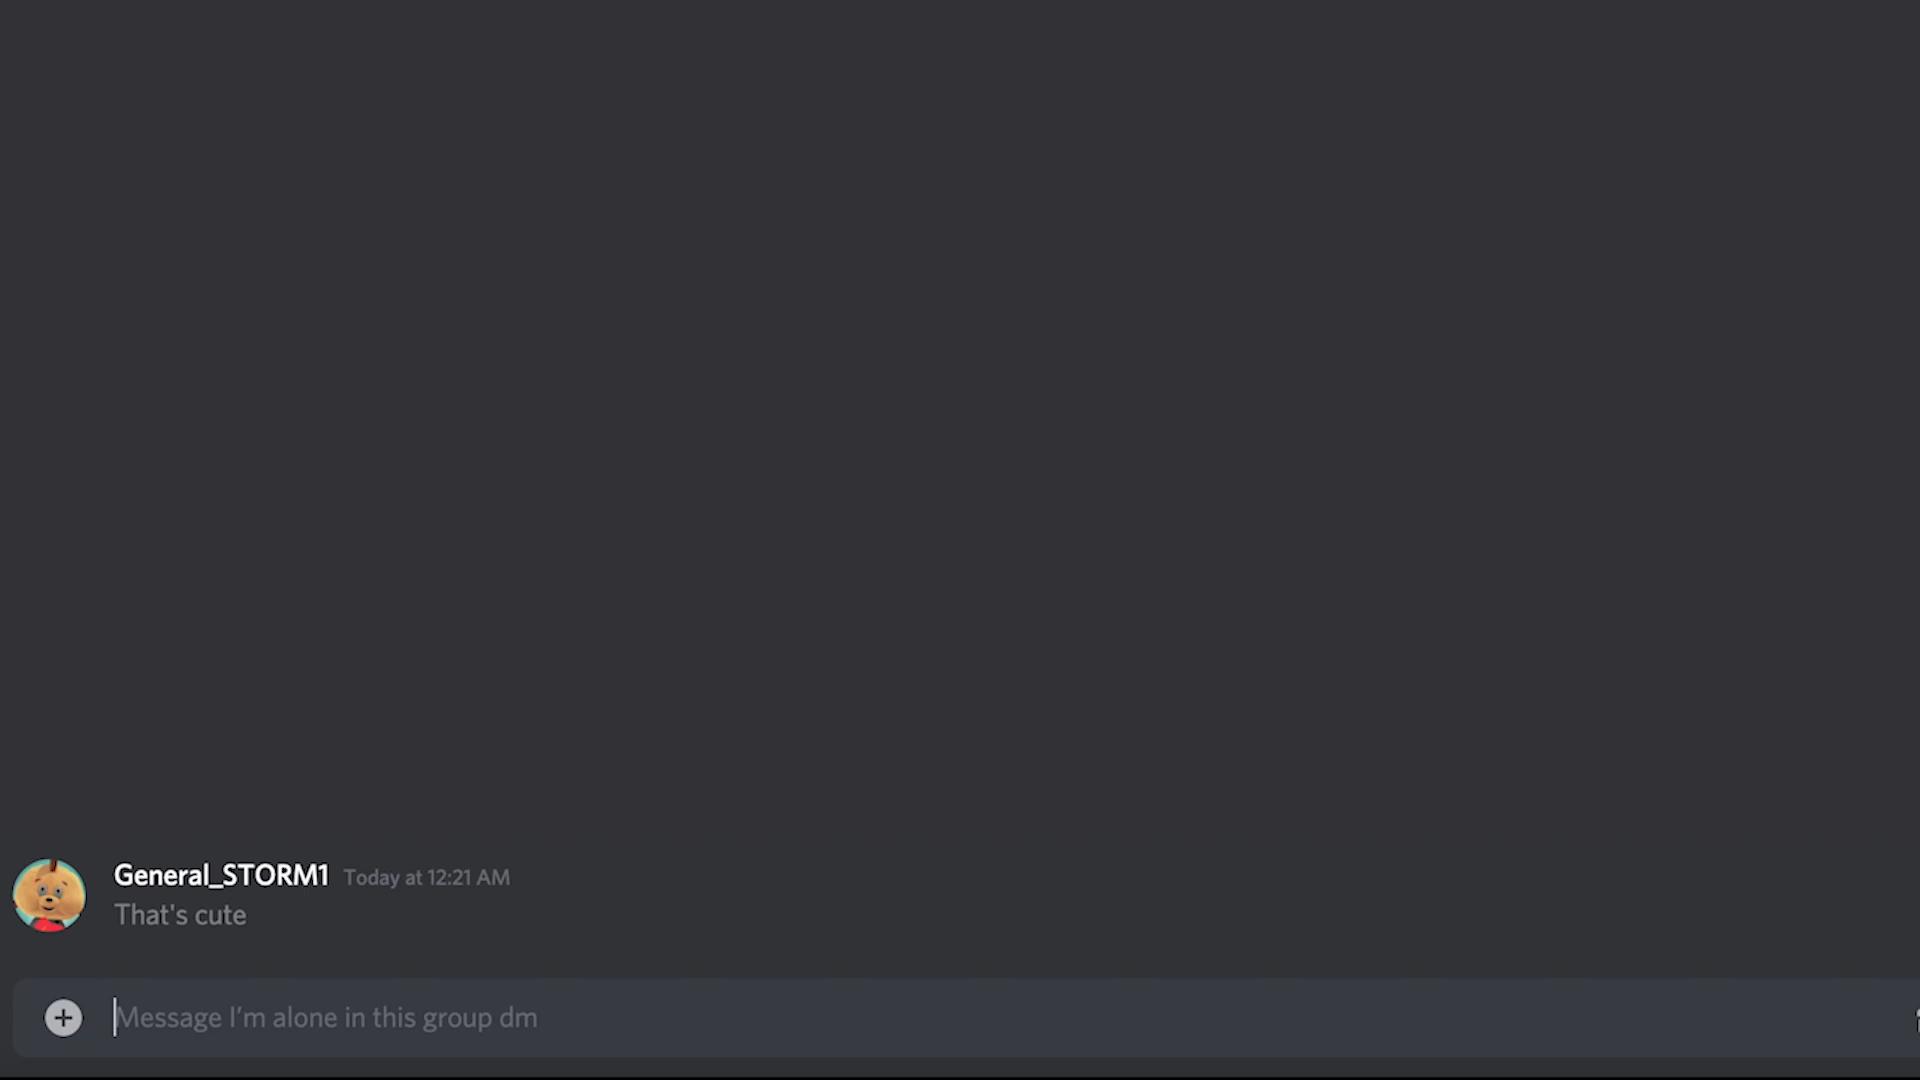 General_STORM1 Today at 12:21 AM
That's cute
Message I’m alone in this group dm